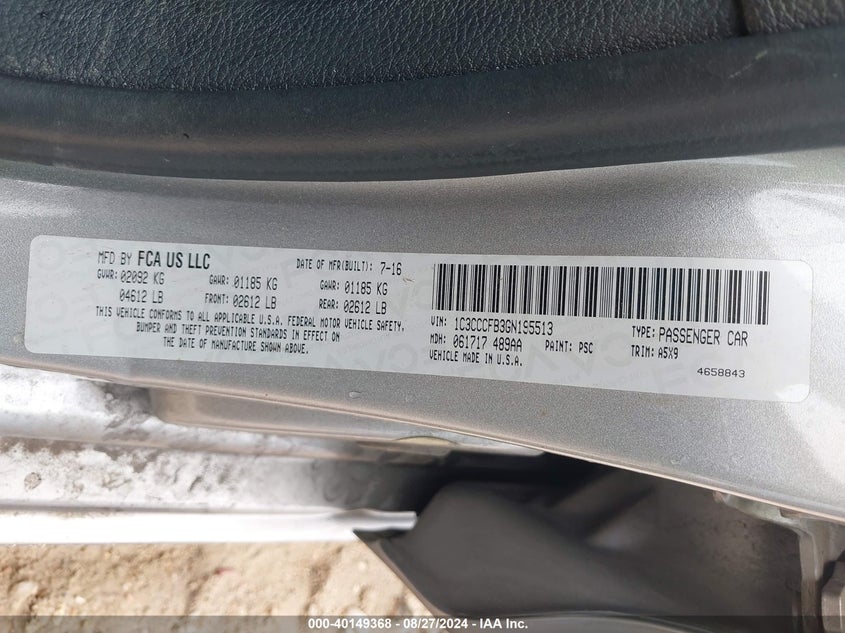 MFD BY FCA US LLC
DATE OF MFR(BUILT): 7-16
GVWR: 02092 KG
GAWR: 01185 KG
GAWR: 01185 KG
04612 LB
FRONT: 02612 LB
REAR: 02612 LB
THIS VEHICLE CONFORMS TO ALL APPLICABLE U.S.A. FEDERAL MOTOR VEHICLE SAFETY,
BUMPER AND THEFT PREVENTION STANDARDS IN EFFECT ON
THE DATE OF MANUFACTURE SHOWN ABOVE.
VIN: 1C3CCCFB3GN195513
TYPE: PASSENGER CAR
MDH: 061717 489AA
PAINT: PSC
TRIM: A5X9
VEHICLE MADE IN U.S.A.
4658843
000-40149368 - 08/27/2024 - IAA Inc.